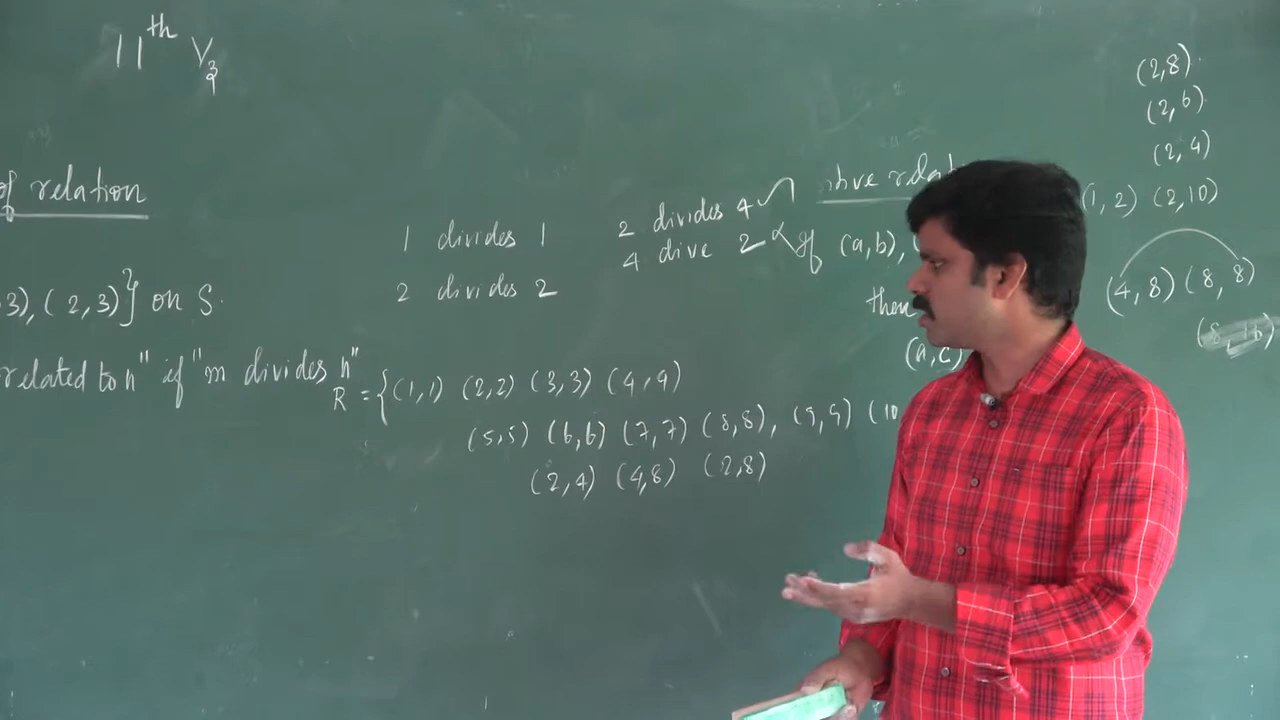 11th
of relation
3), (2,3)} on S.
related to n" if "m divides n"
1 divides 1
2 divides 2
2 divides 4 ✓
4 dive 2
If (a,b),
then
(a,c)
R = {(1,1) (2,2) (3,3) (4,4)
(5,5) (6,6) (7,7) (8,8), (9,9) (10
(2,4) (4,8) (2,8)
(2,8)
(2,6)
(2,4)
(1,2) (2,10)
(4,8) (8,8)